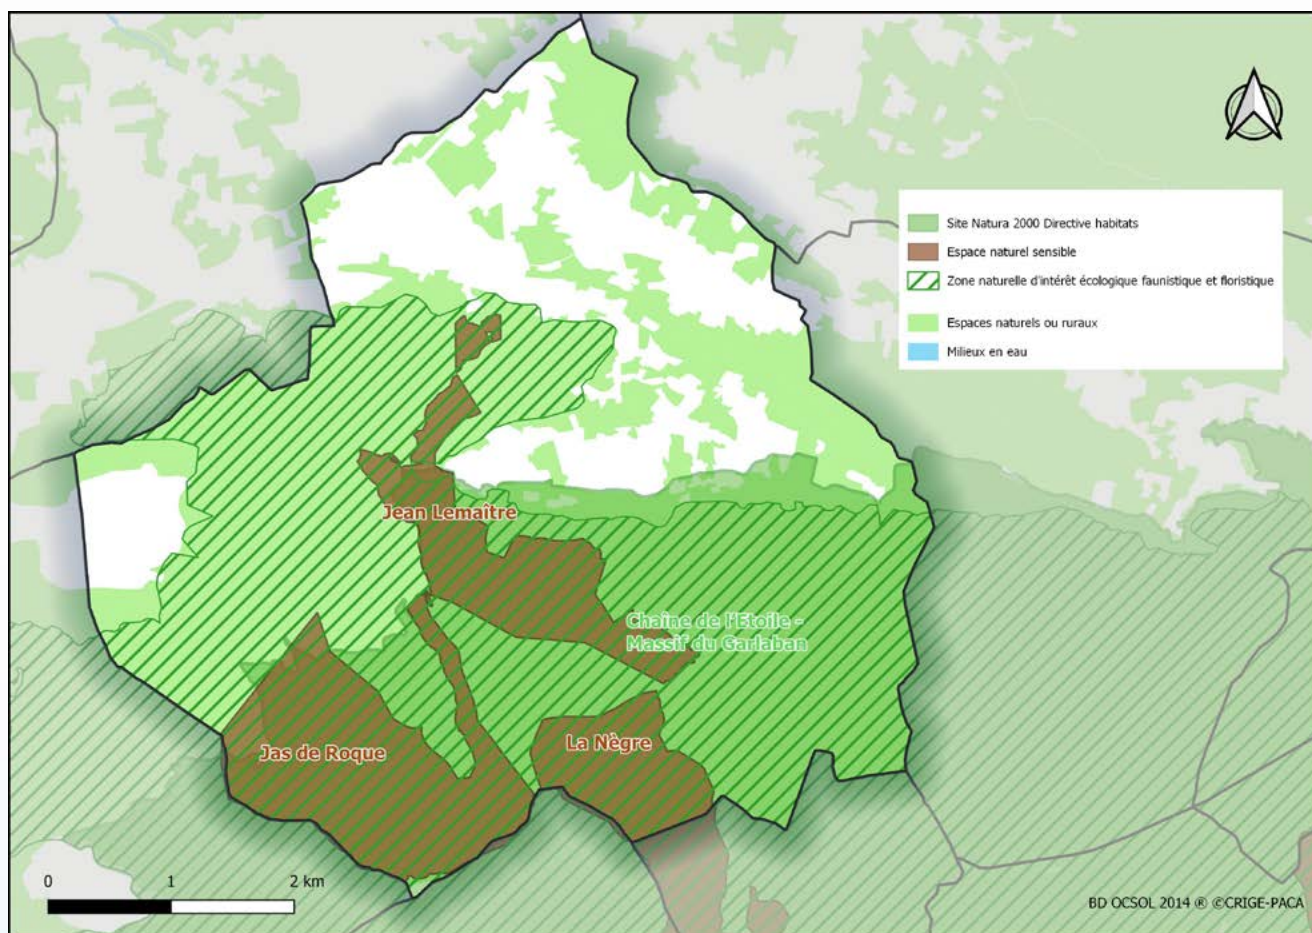 Site Natura 2000 Directive habitats
Espace naturel sensible
Zone naturelle d'intérêt écologique faunistique et floristique
Espaces naturels ou ruraux
Milieux en eau
Jean Lemaître
Chaîne de l'Etoile -
Massif du Garlaban
Jas de Roque
La Nègre
0 1 2 km
BD OCSOL 2014 ® ©CRIGE-PACA